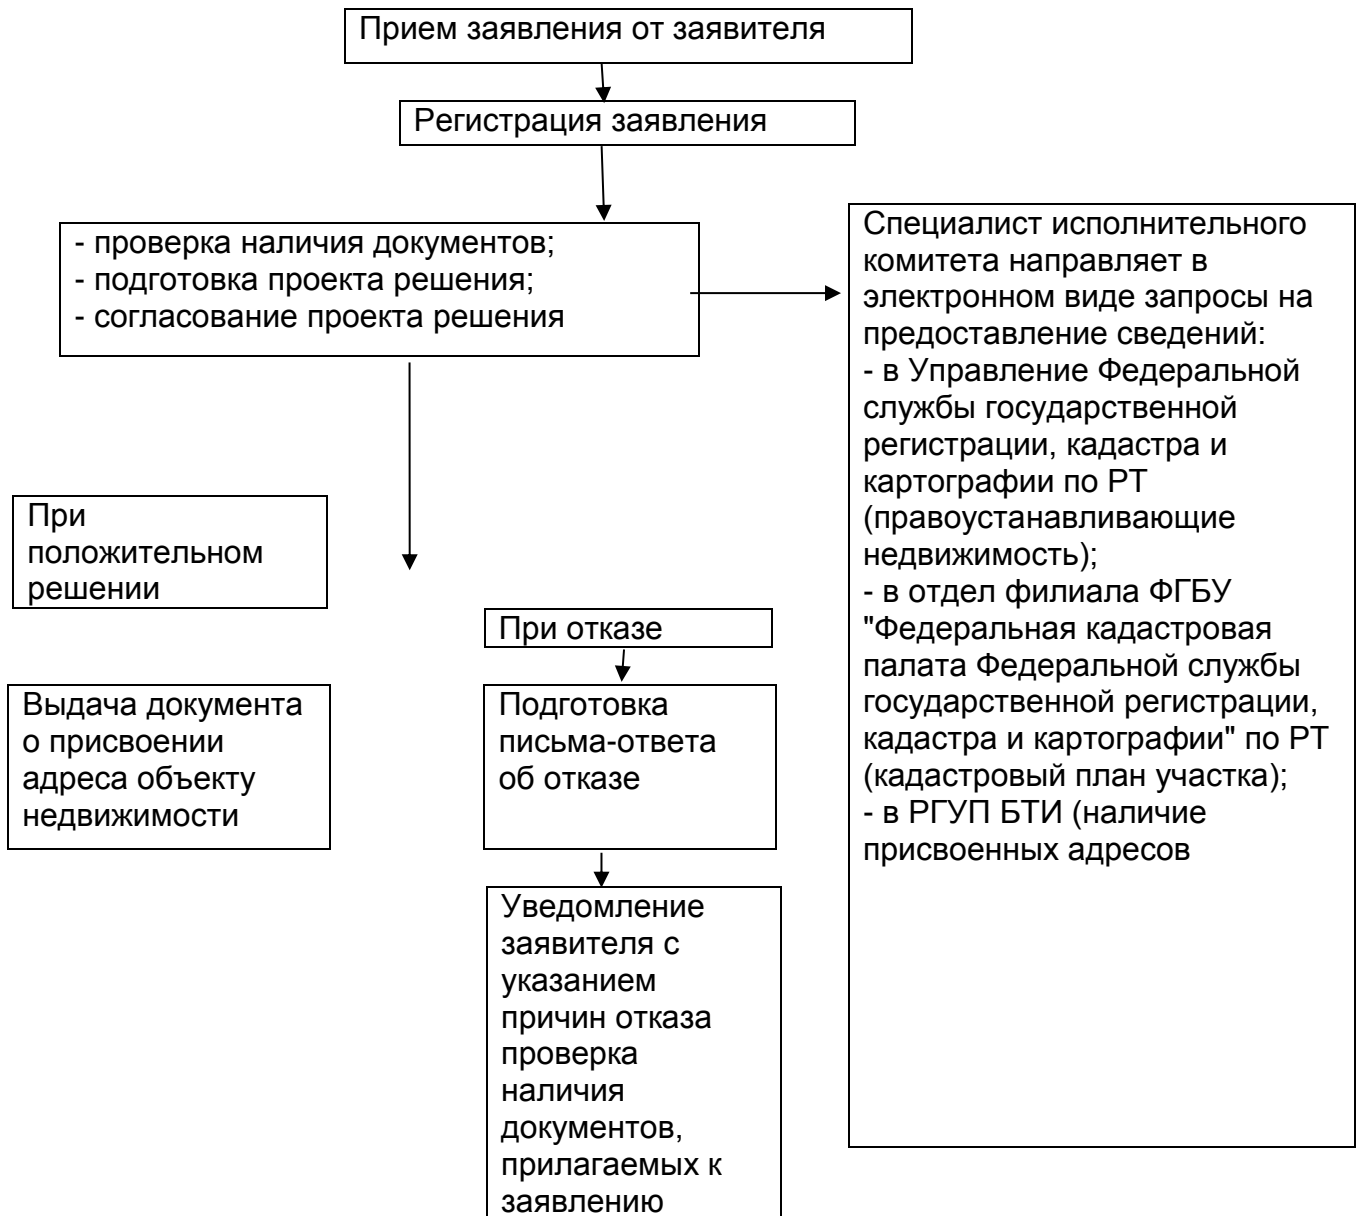 Прием заявления от заявителя
Регистрация заявления
- проверка наличия документов;
- подготовка проекта решения;
- согласование проекта решения
Специалист исполнительного
комитета направляет в
электронном виде запросы на
предоставление сведений:
- в Управление Федеральной
службы государственной
регистрации, кадастра и
картографии по РТ
(правоустанавливающие
недвижимость);
- в отдел филиала ФГБУ
"Федеральная кадастровая
палата Федеральной службы
государственной регистрации,
кадастра и картографии" по РТ
(кадастровый план участка);
- в РГУП БТИ (наличие
присвоенных адресов
При
положительном
решении
Выдача документа
о присвоении
адреса объекту
недвижимости
При отказе
Подготовка
письма-ответа
об отказе
Уведомление
заявителя с
указанием
причин отказа
проверка
наличия
документов,
прилагаемых к
заявлению